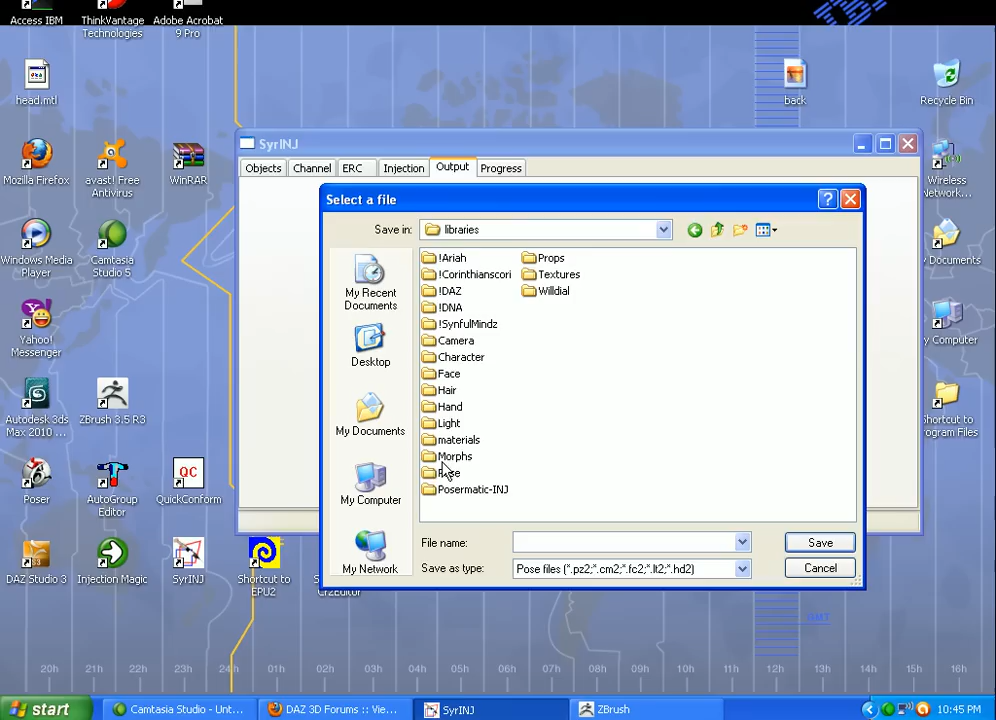 Access IBM
ThinkVantage
Technologies
Adobe Acrobat
9 Pro
IBM
head.mtl
back
Recycle Bin
Mozilla Firefox
avast! Free
Antivirus
WinRAR
Wireless
Network...
Windows Media
Player
Camtasia
Studio 5
Documents
Yahoo!
Messenger
y Computer
Autodesk 3ds
Max 2010 ...
ZBrush 3.5 R3
Shortcut to
ogram Files
Poser
AutoGroup
Editor
QC
QuickConform
DAZ Studio 3
Injection Magic
SyrINJ
Shortcut to
EPU2
Cr2Editor
SyrINJ
Objects
Channel
ERC
Injection
Output
Progress
Select a file
Save in:
libraries
My Recent
Documents
Desktop
My Documents
My Computer
My Network
!Ariah
!Corinthianscori
!DAZ
!DNA
!SynfulMindz
Camera
Character
Face
Hair
Hand
Light
materials
Morphs
Posermatic-INJ
Props
Textures
Willdial
File name:
Save
Save as type:
Pose files (*.pz2;*.cm2;*.fc2;*.lt2;*.hd2)
Cancel
GMT
20h 21h 22h 23h 24h 01h 02h 03h 04h 05h 06h 07h 08h 09h 10h 11h 12h 13h 14h 15h 16h
start
Camtasia Studio - Unt...
DAZ 3D Forums :: Vie...
SyrINJ
ZBrush
10:45 PM